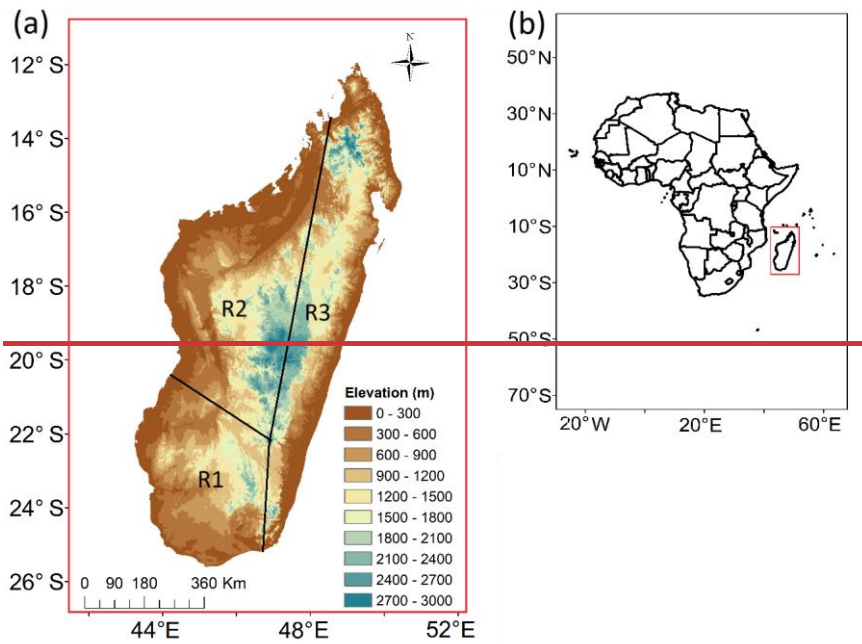 (a)
N
12° S
14° S
16° S
18° S
20° S
22° S
24° S
26° S
R2
R3
R1
Elevation (m)
0 - 300
300 - 600
600 - 900
900 - 1200
1200 - 1500
1500 - 1800
1800 - 2100
2100 - 2400
2400 - 2700
2700 - 3000
0 90 180 360 Km
44°E 48°E 52°E
(b)
50°N
30°N
10°N
10°S
30°S
50°S
70°S
20°W 20°E 60°E